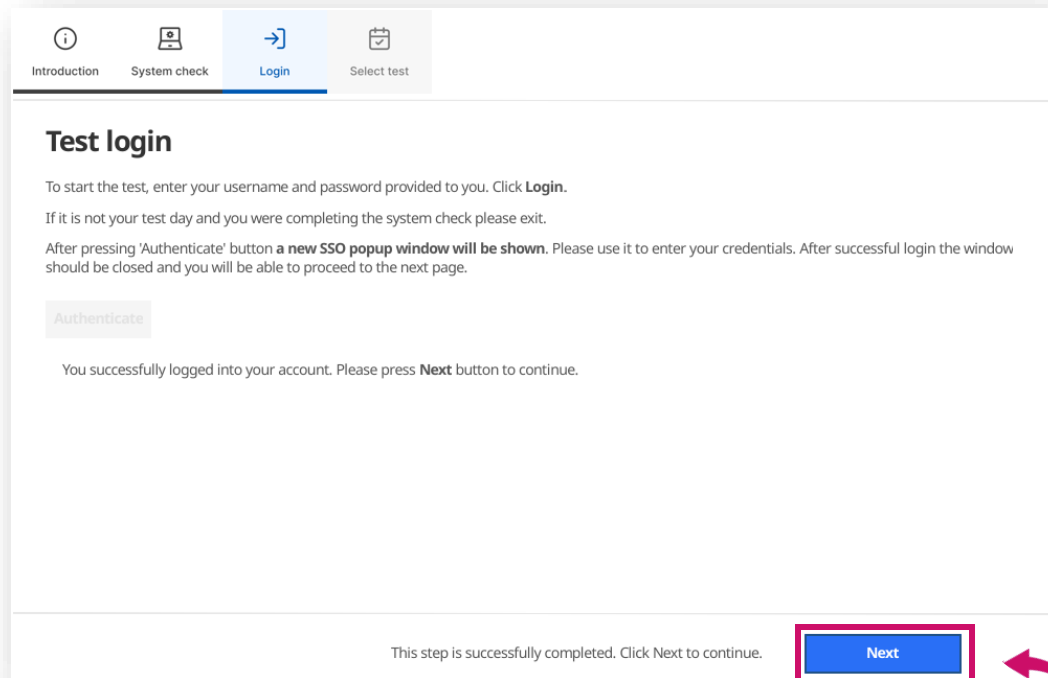 Introduction
System check
Login
Select test
Test login
To start the test, enter your username and password provided to you. Click Login.
If it is not your test day and you were completing the system check please exit.
After pressing 'Authenticate' button a new SSO popup window will be shown. Please use it to enter your credentials. After successful login the window
should be closed and you will be able to proceed to the next page.
Authenticate
You successfully logged into your account. Please press Next button to continue.
This step is successfully completed. Click Next to continue.
Next